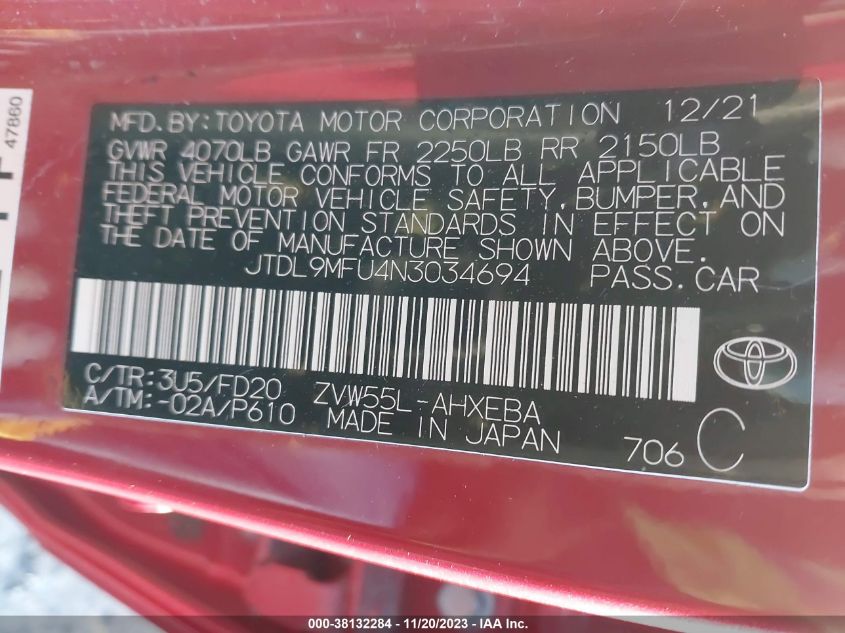 47860
MFD. BY: TOYOTA MOTOR CORPORATION 12/21
GVWR 4070LB GAWR FR 2250LB RR 2150LB
THIS VEHICLE CONFORMS TO ALL APPLICABLE
FEDERAL MOTOR VEHICLE SAFETY, BUMPER, AND
THEFT PREVENTION STANDARDS IN EFFECT ON
THE DATE OF MANUFACTURE SHOWN ABOVE.
JTDL9MFU4N3034694 PASS. CAR
C/TR: 3U5/FD20 ZVW55L-AHXEBA
A/TM: -02A/P610 MADE IN JAPAN 706 C
000-38132284 - 11/20/2023 - IAAI Inc.